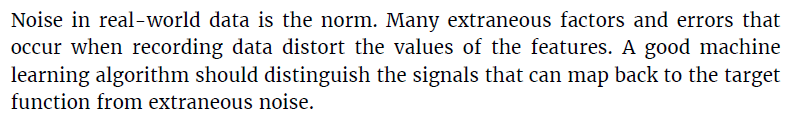 Noise in real-world data is the norm. Many extraneous factors and errors that
occur when recording data distort the values of the features. A good machine
learning algorithm should distinguish the signals that can map back to the target
function from extraneous noise.